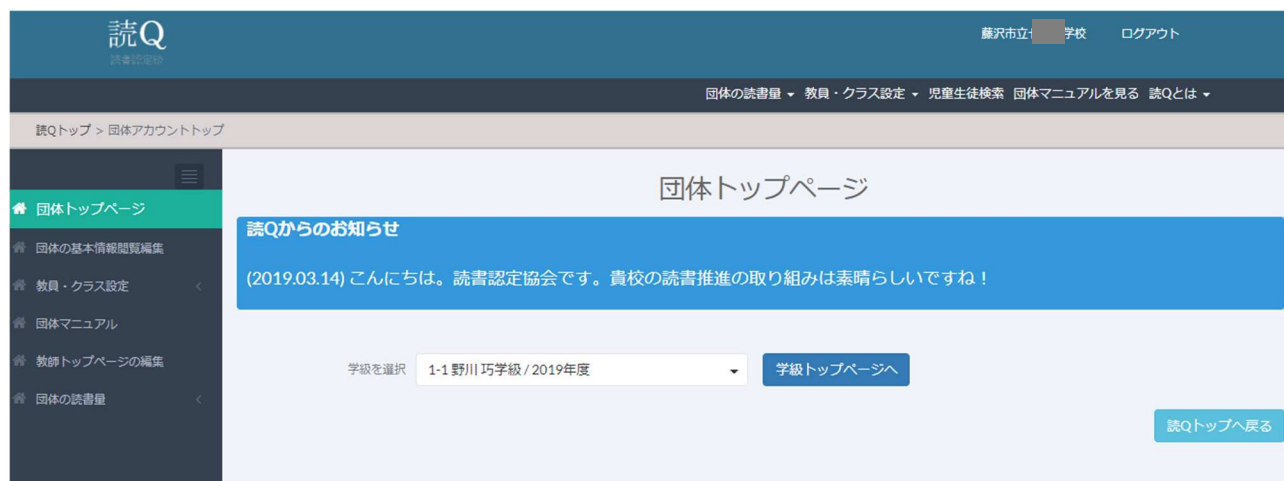 読Q
読書認定級
藤沢市立 学校 ログアウト
団体の読書量 教員・クラス設定 児童生徒検索 団体マニュアルを見る 読Qとは
読Qトップ > 団体アカウントトップ
団体トップページ
団体の基本情報閲覧編集
教員・クラス設定
団体マニュアル
教師トップページの編集
団体の読書量
団体トップページ
読Qからのお知らせ
(2019.03.14) こんにちは。読書認定協会です。貴校の読書推進の取り組みは素晴らしいですね！
学級を選択 1-1 野川 巧学級 / 2019年度 学級トップページへ
読Qトップへ戻る